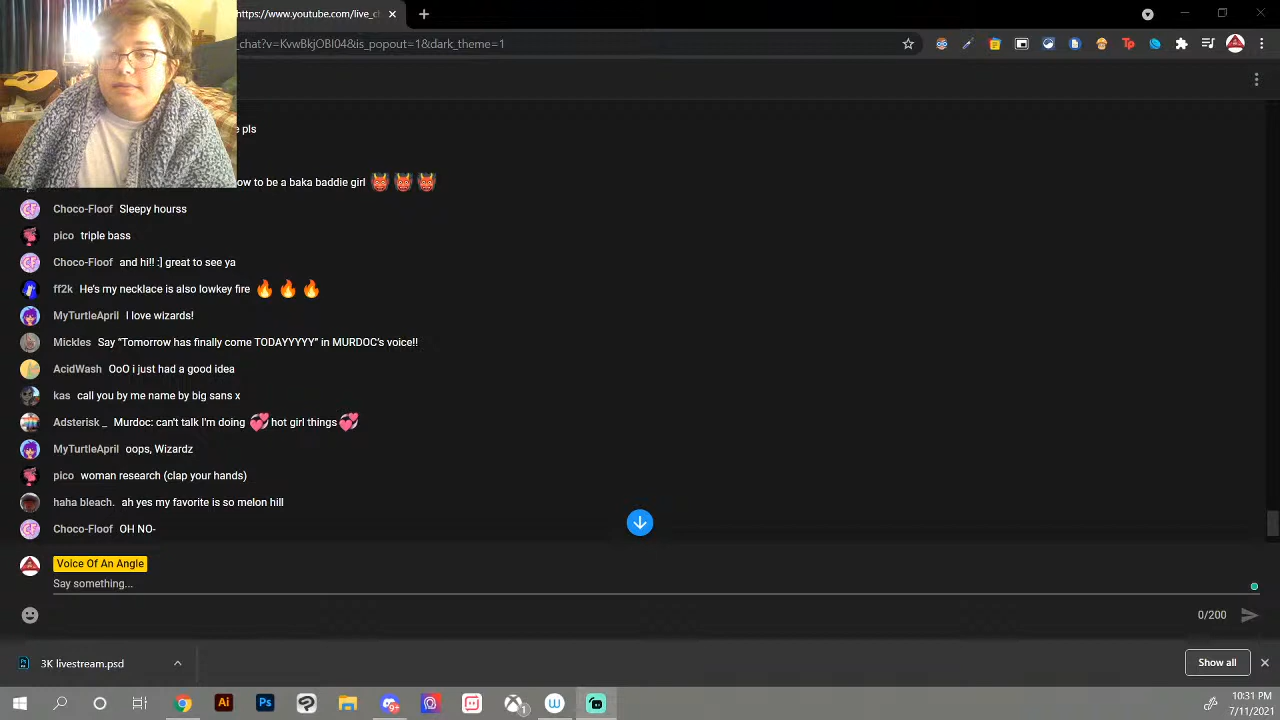 https://www.youtube.com/live_c
chat?v=KvwBkjOBI04&is_popout=1&dark_theme=1
pls
ow to be a baka baddie girl 👹 👹 👹
Choco-Floof Sleepy hourss
pico triple bass
Choco-Floof and hi!! :] great to see ya
ff2k He's my necklace is also lowkey fire 🔥 🔥 🔥
MyTurtleApril I love wizards!
Mickles Say “Tomorrow has finally come TODAYYYYY” in MURDOC's voice!!
AcidWash OoO i just had a good idea
kas call you by me name by big sans x
Adsterisk _ Murdoc: can't talk I'm doing 💞 hot girl things 💞
MyTurtleApril oops, Wizardz
pico woman research (clap your hands)
haha bleach. ah yes my favorite is so melon hill
Choco-Floof OH NO-
Voice Of An Angle
Say something...
0/200
3K livestream.psd
Show all
Ai Ps
10:31 PM
7/11/2021